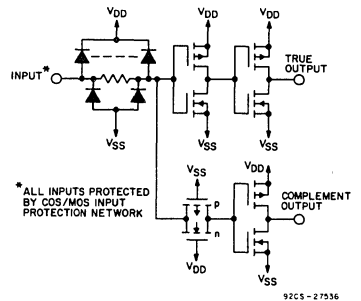 VDD VDD VDD
INPUT*
TRUE
OUTPUT
VSS VSS VSS
VSS VDD
*ALL INPUTS PROTECTED
BY COS/MOS INPUT
PROTECTION NETWORK
p
n
COMPLEMENT
OUTPUT
VDD VSS
92CS-27536